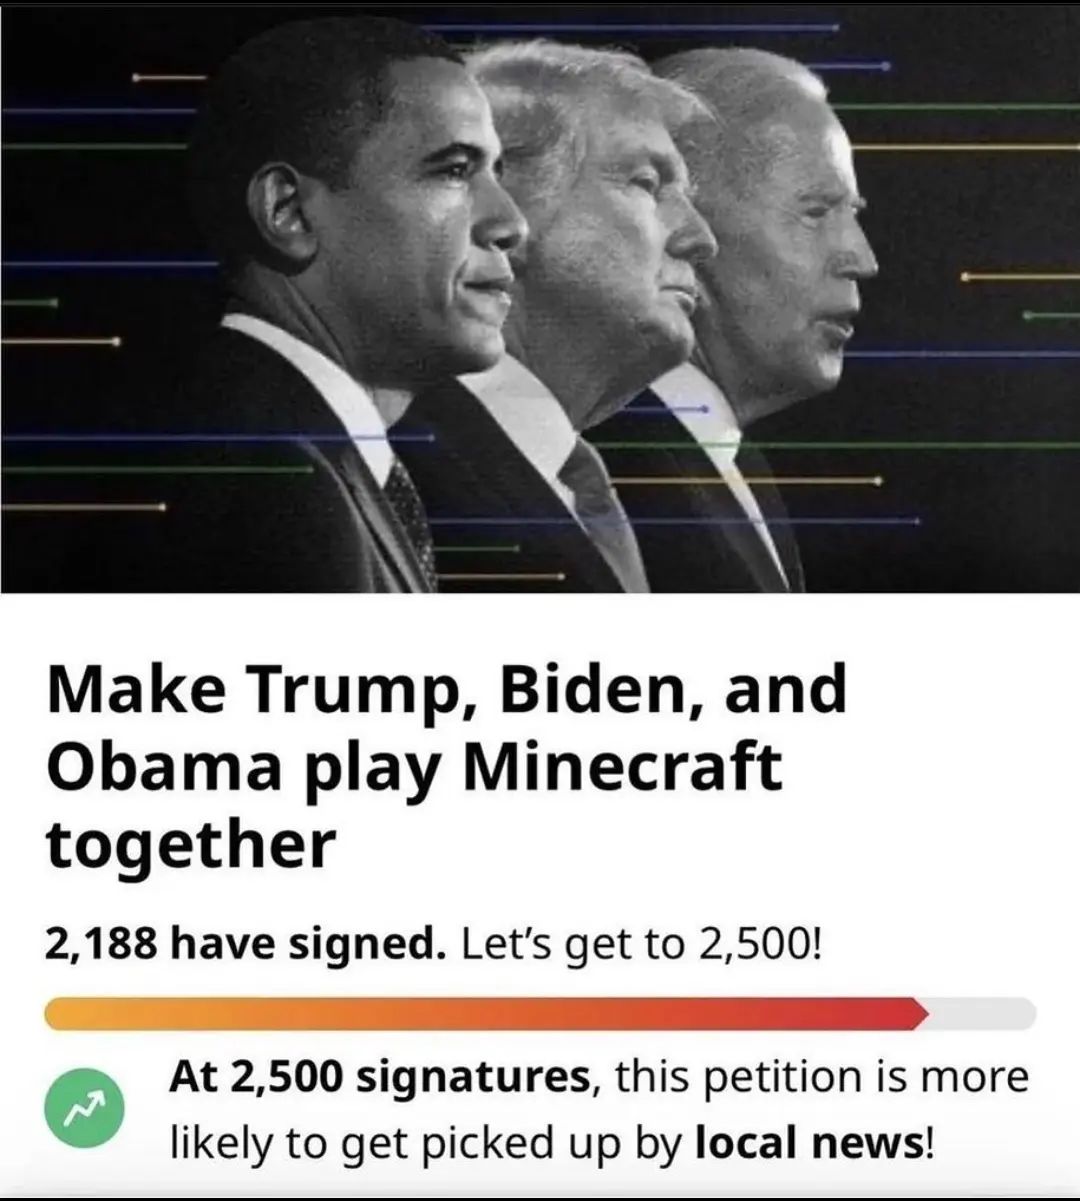 Make Trump, Biden, and
Obama play Minecraft
together
2,188 have signed. Let’s get to 2,500!
At 2,500 signatures, this petition is more
likely to get picked up by local news!